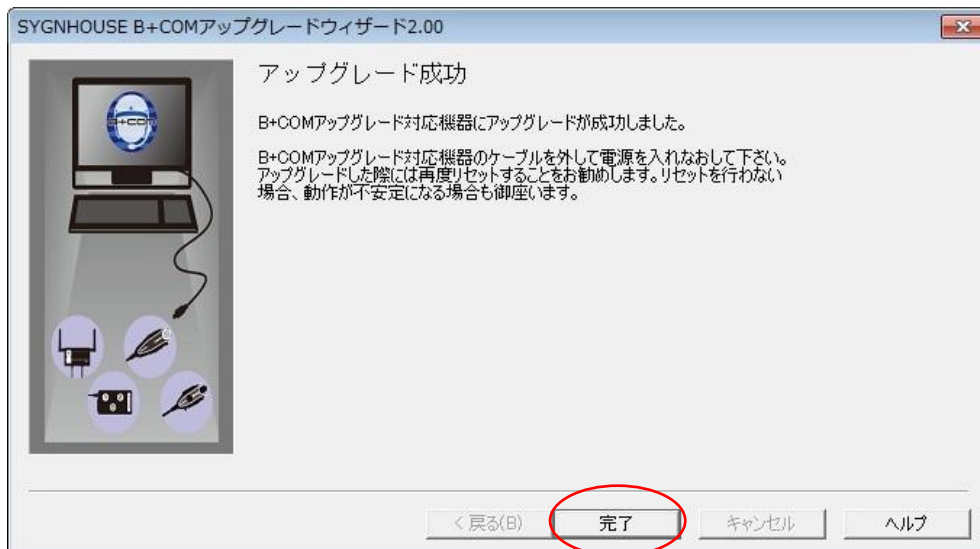 SYGNHOUSE B+COMアップグレードウィザード2.00
B+COM
アップグレード成功
B+COMアップグレード対応機器にアップグレードが成功しました。
B+COMアップグレード対応機器のケーブルを外して電源を入れなおして下さい。
アップグレードした際には再度リセットすることをお勧めします。リセットを行わない
場合、動作が不安定になる場合も御座います。
< 戻る(B)
完了
キャンセル
ヘルプ